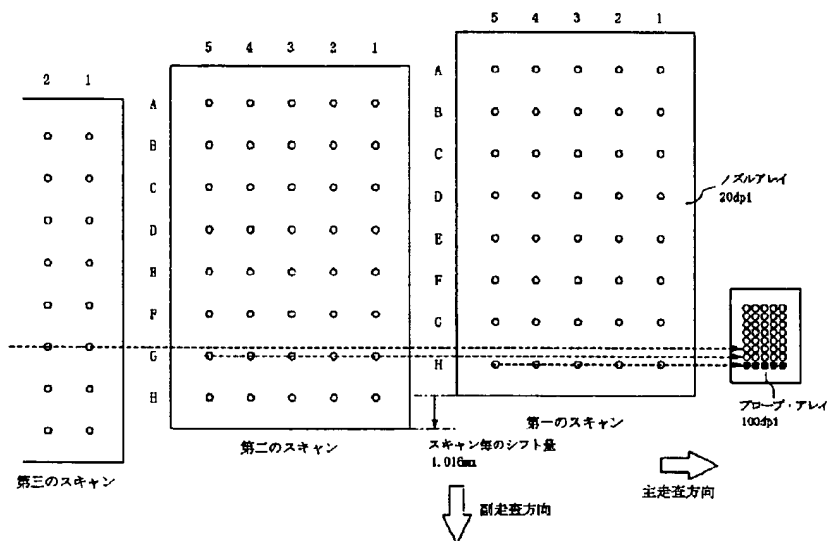 5 4 3 2 1
5 4 3 2 1
2 1
A
B
C
D
E
F
G
H
A
B
C
D
E
F
G
H
ノズルアレイ
20dpi
プローブ・アレイ
100dpi
第一のスキャン
第二のスキャン
スキャン毎のシフト量
1.016mm
第三のスキャン
主走査方向
副走査方向